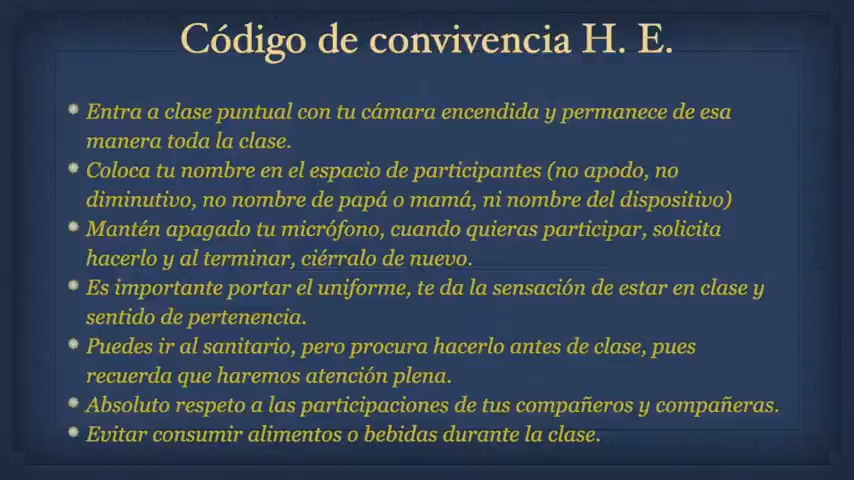 Código de convivencia H. E.
Entra a clase puntual con tu cámara encendida y permanece de esa
manera toda la clase.
Coloca tu nombre en el espacio de participantes (no apodo, no
diminutivo, no nombre de papá o mamá, ni nombre del dispositivo)
Mantén apagado tu micrófono, cuando quieras participar, solicita
hacerlo y al terminar, ciérralo de nuevo.
Es importante portar el uniforme, te da la sensación de estar en clase y
sentido de pertenencia.
Puedes ir al sanitario, pero procura hacerlo antes de clase, pues
recuerda que haremos atención plena.
Absoluto respeto a las participaciones de tus compañeros y compañeras.
Evitar consumir alimentos o bebidas durante la clase.